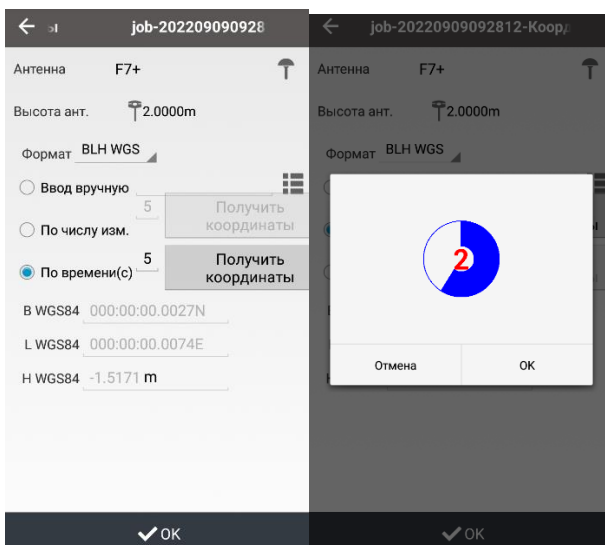 ы job-202209090928
Антенна F7+
Высота ант. 2.0000m
Формат BLH WGS
Ввод вручную
По числу изм. 5 Получить координаты
По времени(с) 5 Получить координаты
B WGS84 000:00:00.0027N
L WGS84 000:00:00.0074E
H WGS84 -1.5171 m
OK
job-20220909092812-Коорд
Антенна F7+
Высота ант. 2.0000m
Формат BLH WGS
2
Отмена OK
OK